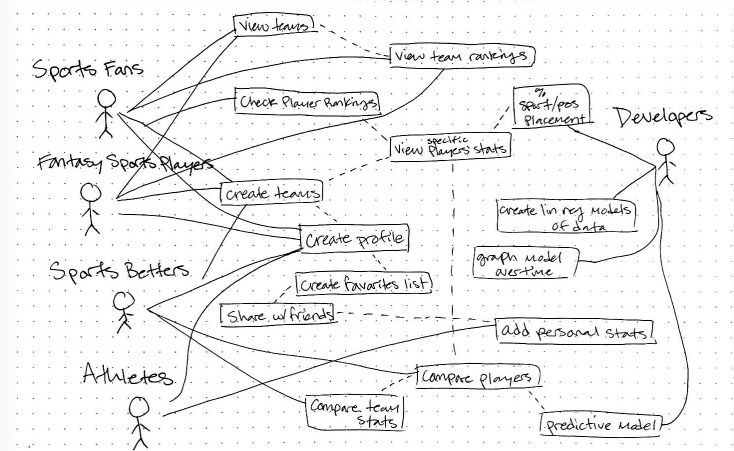 View teams
View team rankings
Sports Fans
Check Player Rankings
%
sport/pos
placement
Developers
specific
View Players stats
Fantasy Sports Players
Create teams
Create lin reg models
of data
Create profile
graph model
overtime
Sports Betters
Create favorites list
Share w/friends
add personal stats
Athletes
Compare players
Compare team
stats
predictive model